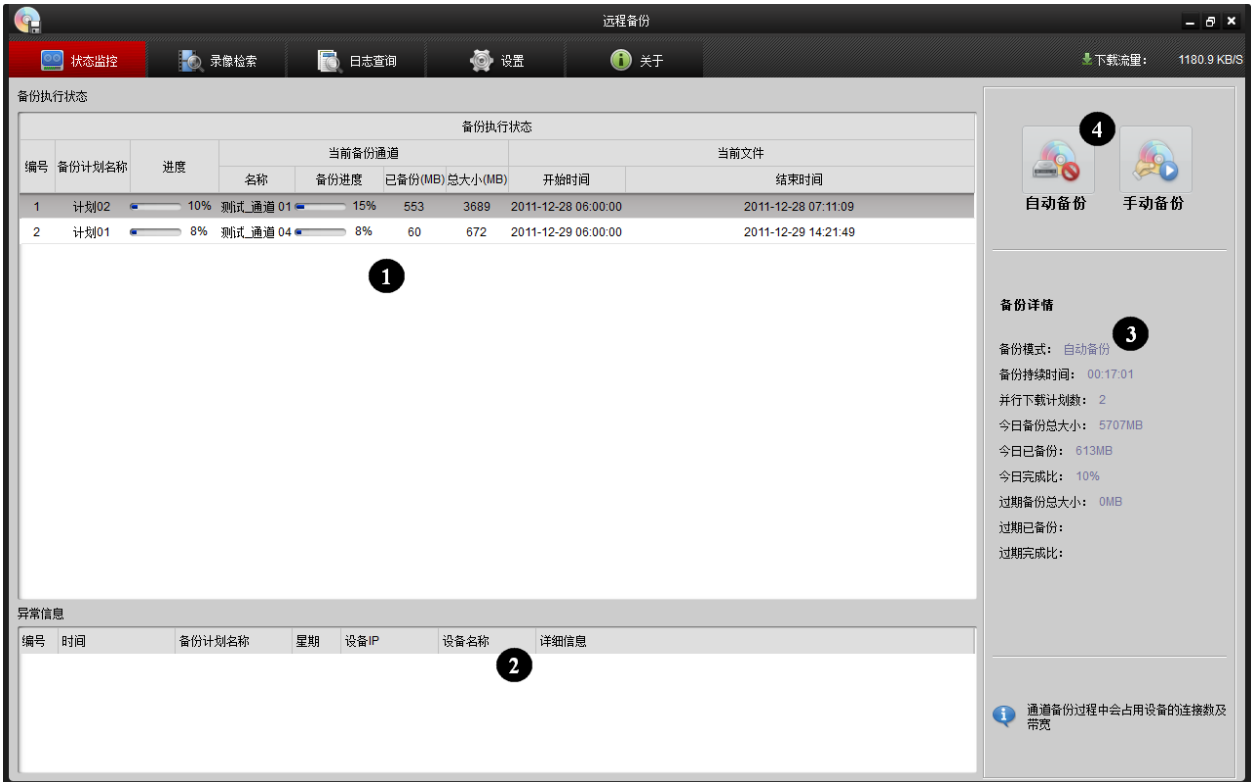 远程备份
状态监控 录像检索 日志查询 设置 关于 下载流量： 1180.9 KB/S
备份执行状态
备份执行状态
编号 备份计划名称 进度 当前备份通道 当前文件
名称 备份进度 已备份(MB) 总大小(MB) 开始时间 结束时间
1 计划02 10% 测试_通道 01 15% 553 3689 2011-12-28 06:00:00 2011-12-28 07:11:09
2 计划01 8% 测试_通道 04 8% 60 672 2011-12-29 06:00:00 2011-12-29 14:21:49
1
异常信息
编号 时间 备份计划名称 星期 设备IP 设备名称 详细信息
2
4
自动备份 手动备份
备份详情
3
备份模式： 自动备份
备份持续时间： 00:17:01
并行下载计划数： 2
今日备份总大小： 5707MB
今日已备份： 613MB
今日完成比： 10%
过期备份总大小： 0MB
过期已备份：
过期完成比：
通道备份过程中会占用设备的连接数及
带宽